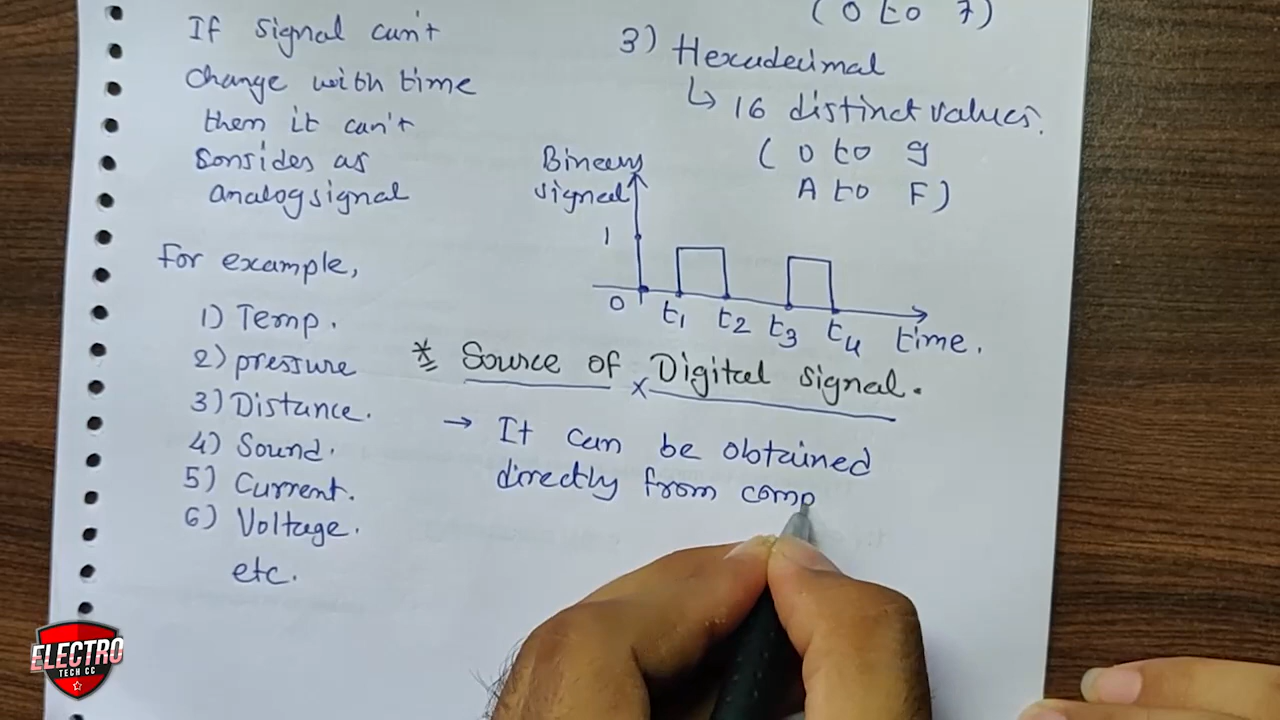 If signal can't
change with time
then it can't
sonsides as
analog signal
For example,
1) Temp.
2) pressure
3) Distance.
4) Sound.
5) Current.
6) Voltage.
etc.
( 0 to 7)
3) Hexadecimal
↳ 16 distinct values.
( 0 to 9
A to F)
Binary
signal
1
0
t1 t2 t3 t4 time.
* Source of Digital signal.
x
→ It can be obtained
directly from comp
ELECTRO
TECH CC